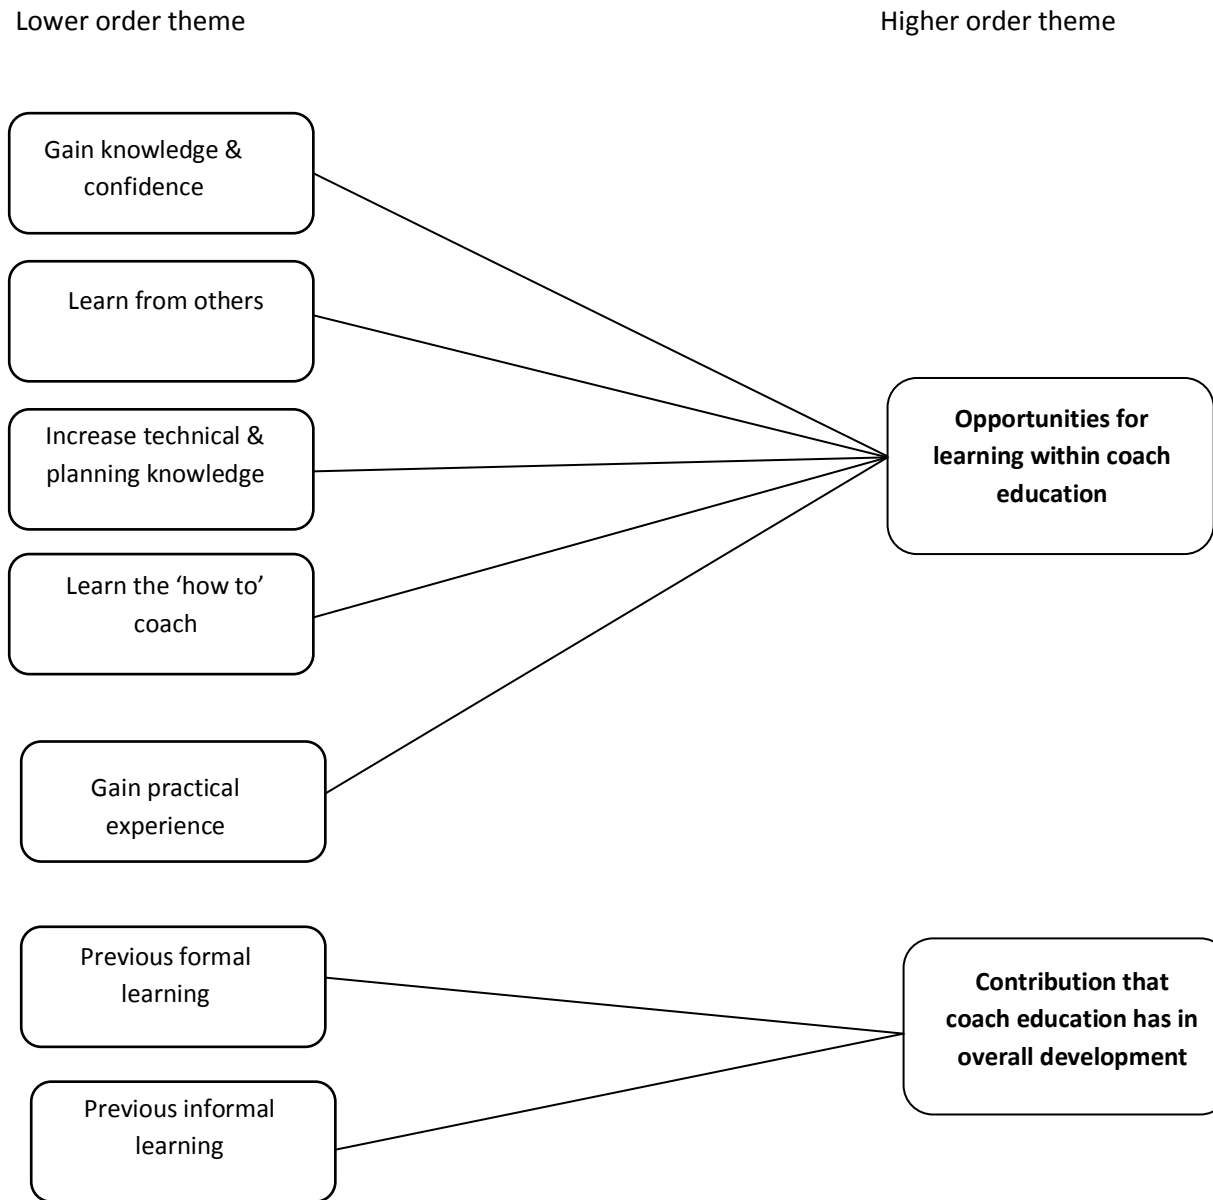 Lower order theme
Higher order theme
Gain knowledge &
confidence
Learn from others
Increase technical &
planning knowledge
Learn the ‘how to’
coach
Gain practical
experience
Opportunities for
learning within coach
education
Previous formal
learning
Previous informal
learning
Contribution that
coach education has in
overall development